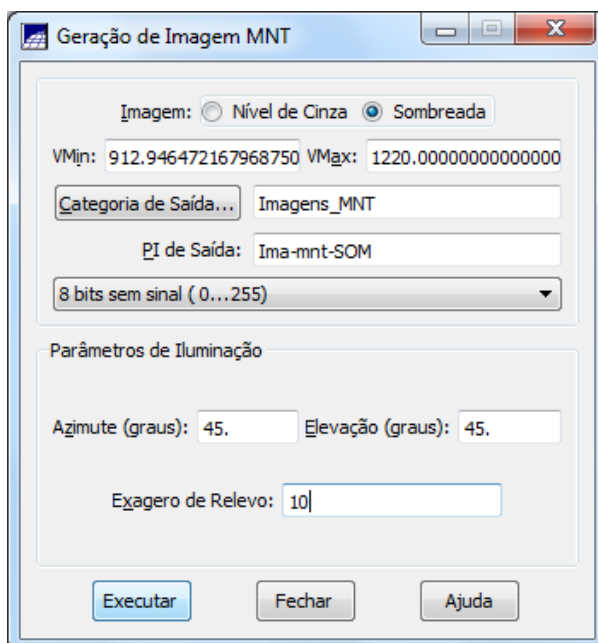 Geração de Imagem MNT
Imagem: Nível de Cinza Sombreada
VMin: 912.946472167968750 VMax: 1220.00000000000000
Categoria de Saída... Imagens_MNT
PI de Saída: Ima-mnt-SOM
8 bits sem sinal ( 0...255)
Parâmetros de Iluminação
Azimute (graus): 45. Elevação (graus): 45.
Exagero de Relevo: 10
Executar Fechar Ajuda